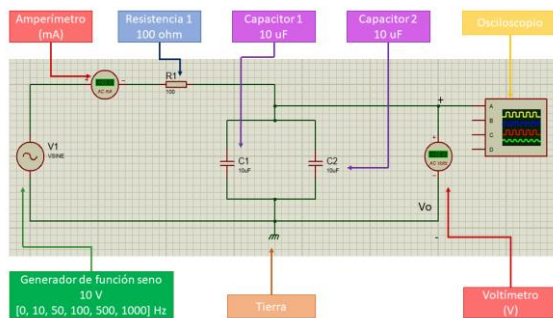 Amperímetro
(mA)
Resistencia 1
100 ohm
Capacitor 1
10 uF
Capacitor 2
10 uF
Osciloscopio
+
-
AC mA
R1
100
+
A
B
C
D
V1
VSINE
C1
10uF
C2
10uF
+
-
Vo
-
Generador de función seno
10 V
[0, 10, 50, 100, 500, 1000] Hz
Tierra
Voltímetro
(V)